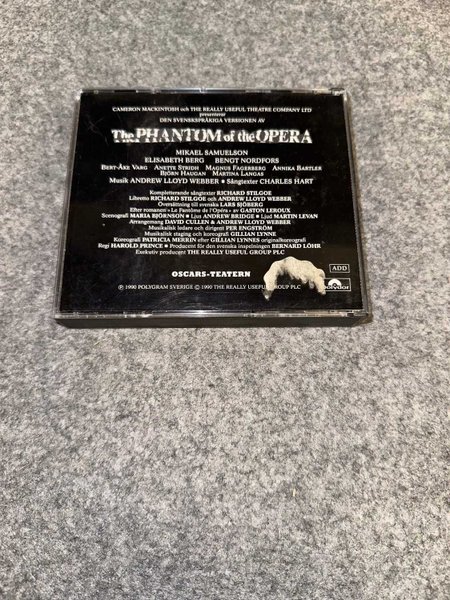 CAMERON MACKINTOSH och THE REALLY USEFUL THEATRE COMPANY LTD
presenterar
DEN SVENSKSPRÅKIGA VERSIONEN AV
The PHANTOM of the OPERA
MIKAEL SAMUELSON
ELISABETH BERG BENGT NORDFORS
BERT-ÅKE VARG ANETTE STRIDH MAGNUS FAGERBERG ANNIKA BARTLER
BJÖRN HAUGAN MARTINA LANGAS
Musik ANDREW LLOYD WEBBER • Sångtexter CHARLES HART
Kompletterande sångtexter RICHARD STILGOE
Libretto RICHARD STILGOE och ANDREW LLOYD WEBBER
Översättning till svenska LARS SJÖBERG
Efter romanen »Le Fantôme de l'Opéra« av GASTON LEROUX
Scenografi MARIA BJÖRNSON • Ljus ANDREW BRIDGE • Ljud MARTIN LEVAN
Arrangemang DAVID CULLEN & ANDREW LLOYD WEBBER
Musikalisk ledare och dirigent PER ENGSTRÖM
Musikalisk staging och koreografi GILLIAN LYNNE
Koreografi PATRICIA MERRIN efter GILLIAN LYNNES originalkoreografi
Regi HAROLD PRINCE • Producent för den svenska inspelningen BERNARD LÖHR
Exekutiv producent THE REALLY USEFUL GROUP PLC
OSCARS-TEATERN
ADD
℗ 1990 POLYGRAM SVERIGE © 1990 THE REALLY USEFUL GROUP PLC
polydor